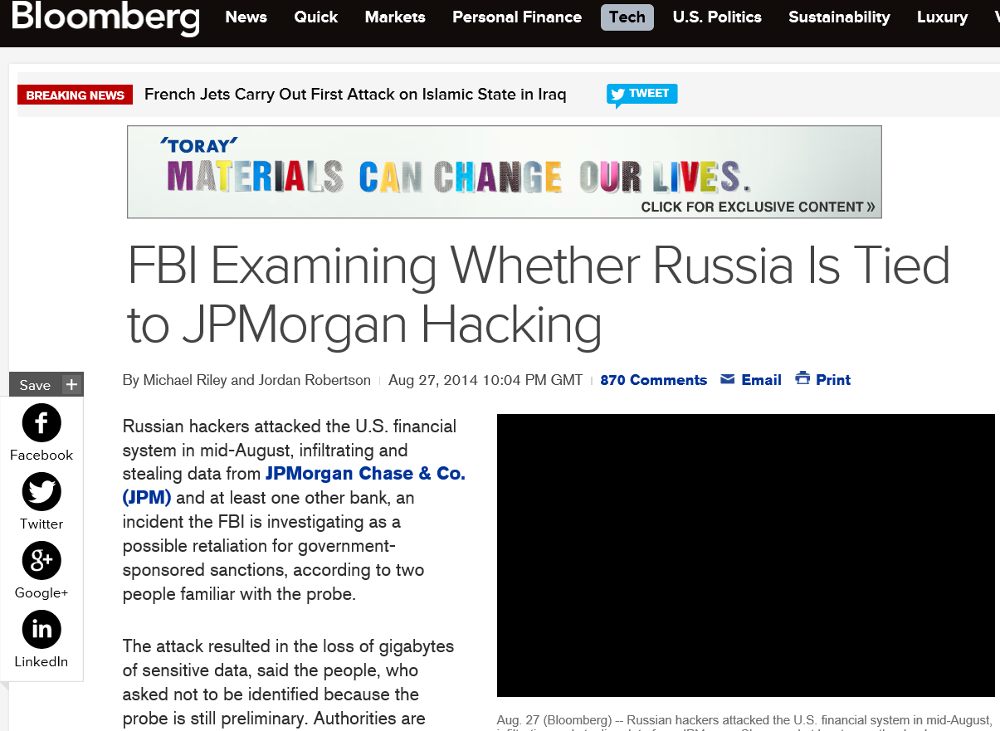 Bloomberg
News Quick Markets Personal Finance Tech U.S. Politics Sustainability Luxury
BREAKING NEWS French Jets Carry Out First Attack on Islamic State in Iraq TWEET
'TORAY'
MATERIALS CAN CHANGE OUR LIVES.
CLICK FOR EXCLUSIVE CONTENT »
FBI Examining Whether Russia Is Tied
to JPMorgan Hacking
By Michael Riley and Jordan Robertson Aug 27, 2014 10:04 PM GMT 870 Comments Email Print
Save +
Facebook
Twitter
Google+
LinkedIn
Russian hackers attacked the U.S. financial
system in mid-August, infiltrating and
stealing data from JPMorgan Chase & Co.
(JPM) and at least one other bank, an
incident the FBI is investigating as a
possible retaliation for government-
sponsored sanctions, according to two
people familiar with the probe.
The attack resulted in the loss of gigabytes
of sensitive data, said the people, who
asked not to be identified because the
probe is still preliminary. Authorities are
Aug. 27 (Bloomberg) -- Russian hackers attacked the U.S. financial system in mid-August,